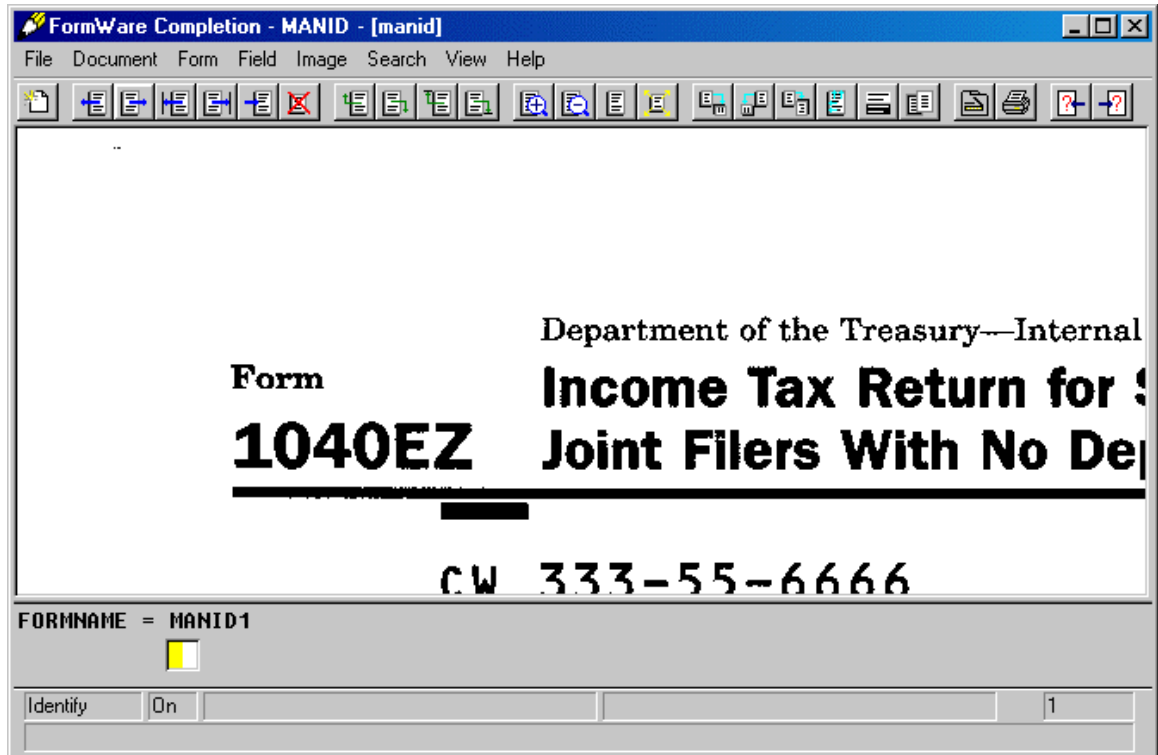 FormWare Completion - MANID - [manid]
File Document Form Field Image Search View Help
Department of the Treasury—Internal
Form
Income Tax Return for
1040EZ
Joint Filers With No
CW 333-55-6666
FORMNAME = MANID1
Identify On 1